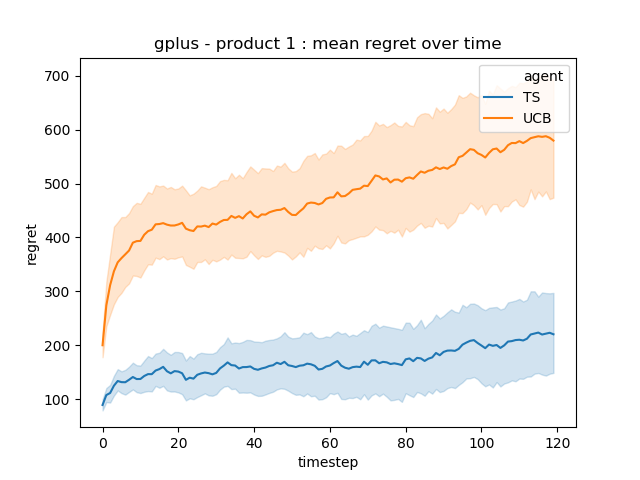 gplus - product 1 : mean regret over time
agent
TS
UCB
700
600
500
400
300
200
100
regret
0 20 40 60 80 100 120
timestep